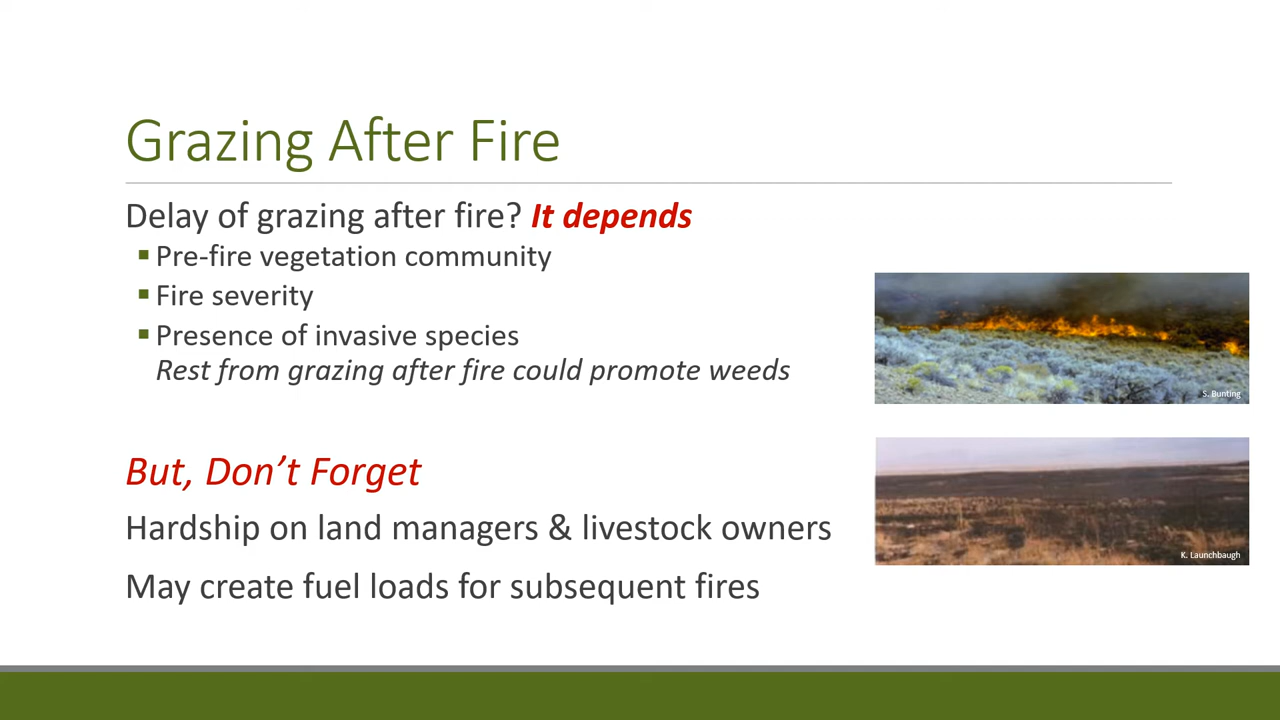 Grazing After Fire
Delay of grazing after fire? It depends
▪ Pre-fire vegetation community
▪ Fire severity
▪ Presence of invasive species
Rest from grazing after fire could promote weeds
S. Bunting
But, Don't Forget
Hardship on land managers & livestock owners
K. Launchbaugh
May create fuel loads for subsequent fires